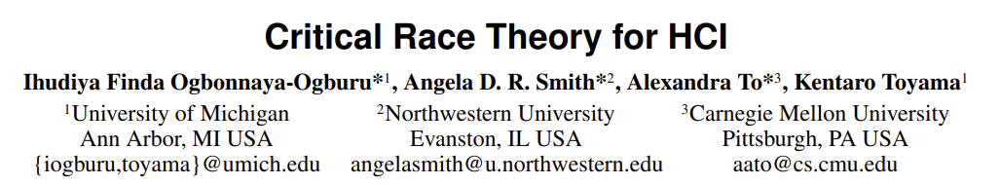 Critical Race Theory for HCI
Ihudiya Finda Ogbonnaya-Ogburu*¹, Angela D. R. Smith*², Alexandra To*³, Kentaro Toyama¹
¹University of Michigan ²Northwestern University ³Carnegie Mellon University
Ann Arbor, MI USA Evanston, IL USA Pittsburgh, PA USA
{iogburu,toyama}@umich.edu angelasmith@u.northwestern.edu aato@cs.cmu.edu